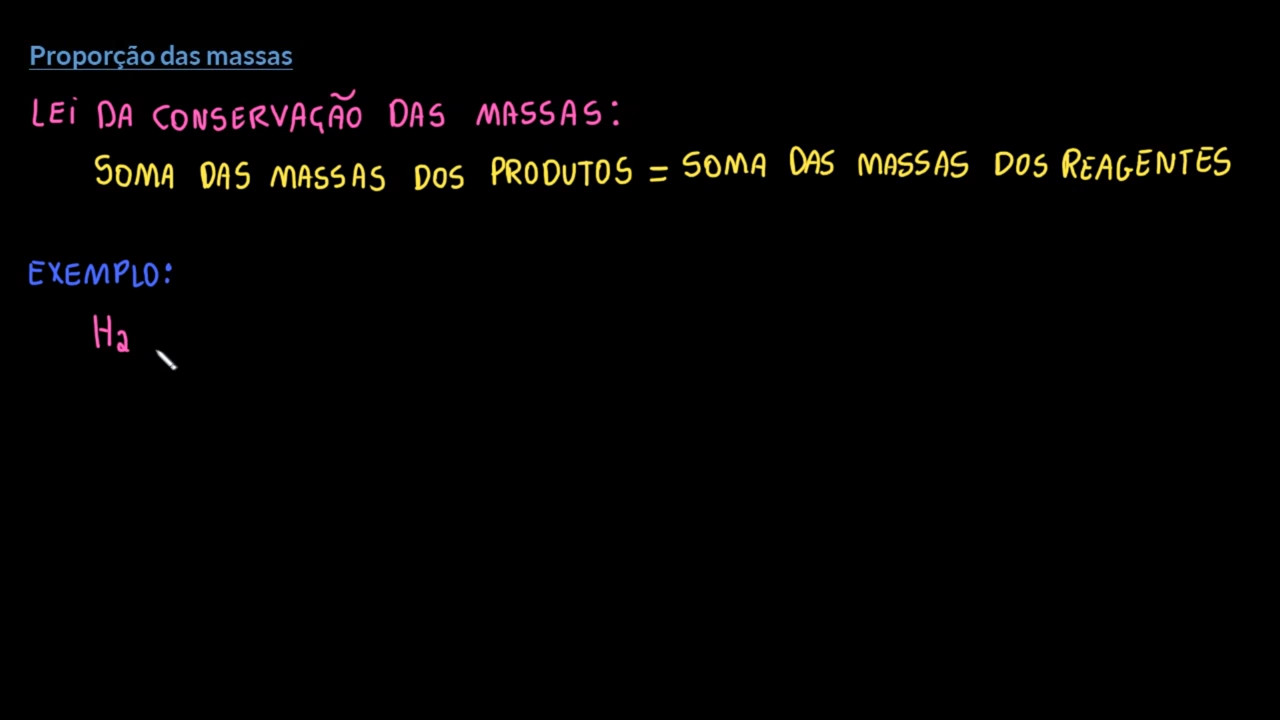 Proporção das massas
LEi DA CONSERVAÇÃO DAS MASSAS:
SOMA DAS MASSAS DOS PRODUTOS = SOMA DAS MASSAS DOS REAGENTES
EXEMPLO:
H₂